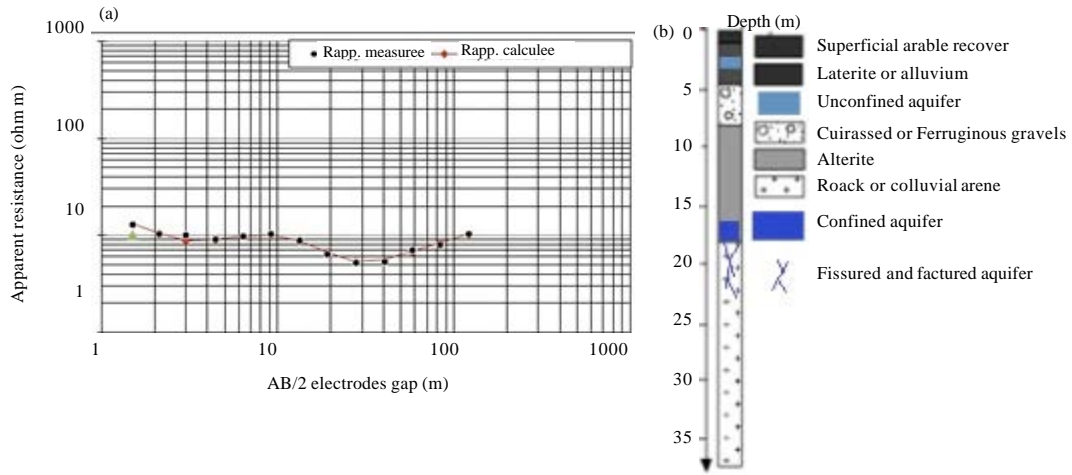 (a)
Rapp. measuree Rapp. calculee
Apparent resistance (ohm m)
1000
100
10
1
1 10 100 1000
AB/2 electrodes gap (m)
(b)
Depth (m)
0
5
10
15
20
25
30
35
Superficial arable recover
Laterite or alluvium
Unconfined aquifer
Cuirassed or Ferruginous gravels
Alterite
Roack or colluvial arene
Confined aquifer
Fissured and factured aquifer